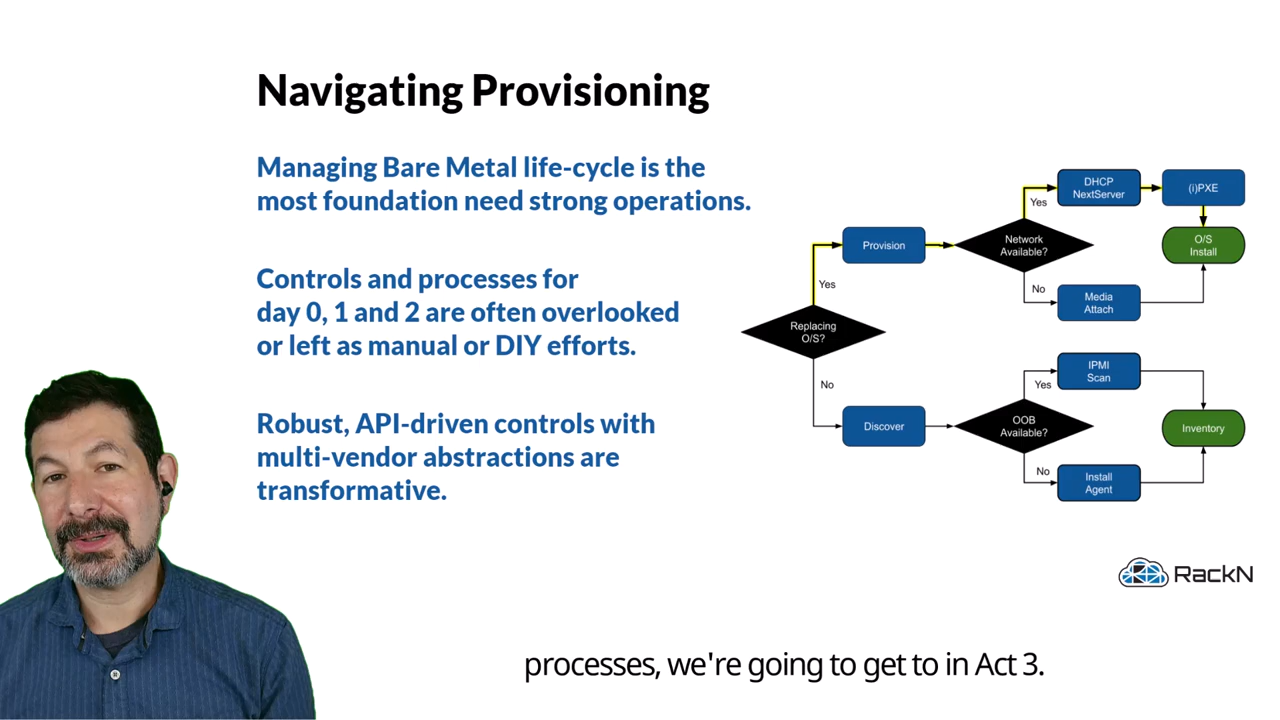 Navigating Provisioning
Managing Bare Metal life-cycle is the
most foundation need strong operations.
Controls and processes for
day 0, 1 and 2 are often overlooked
or left as manual or DIY efforts.
Robust, API-driven controls with
multi-vendor abstractions are
transformative.
Replacing
O/S?
Yes
Provision
Network
Available?
Yes
DHCP
NextServer
(i)PXE
O/S
Install
No
Media
Attach
No
Discover
OOB
Available?
Yes
IPMI
Scan
Inventory
No
Install
Agent
RackN
processes, we're going to get to in Act 3.